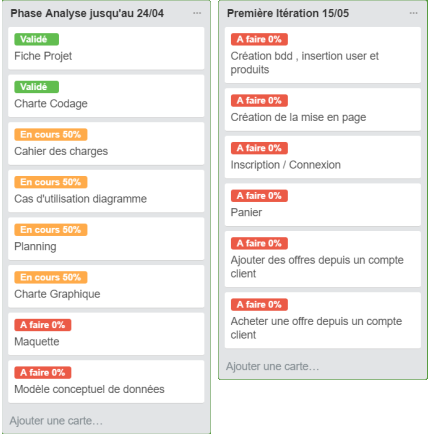 Phase Analyse jusqu'au 24/04
Validé
Fiche Projet
Validé
Charte Codage
En cours 50%
Cahier des charges
En cours 50%
Cas d'utilisation diagramme
En cours 50%
Planning
En cours 50%
Charte Graphique
A faire 0%
Maquette
A faire 0%
Modèle conceptuel de données
Ajouter une carte...
Première Itération 15/05
A faire 0%
Création bdd , insertion user et
produits
A faire 0%
Création de la mise en page
A faire 0%
Inscription / Connexion
A faire 0%
Panier
A faire 0%
Ajouter des offres depuis un compte
client
A faire 0%
Acheter une offre depuis un compte
client
Ajouter une carte...